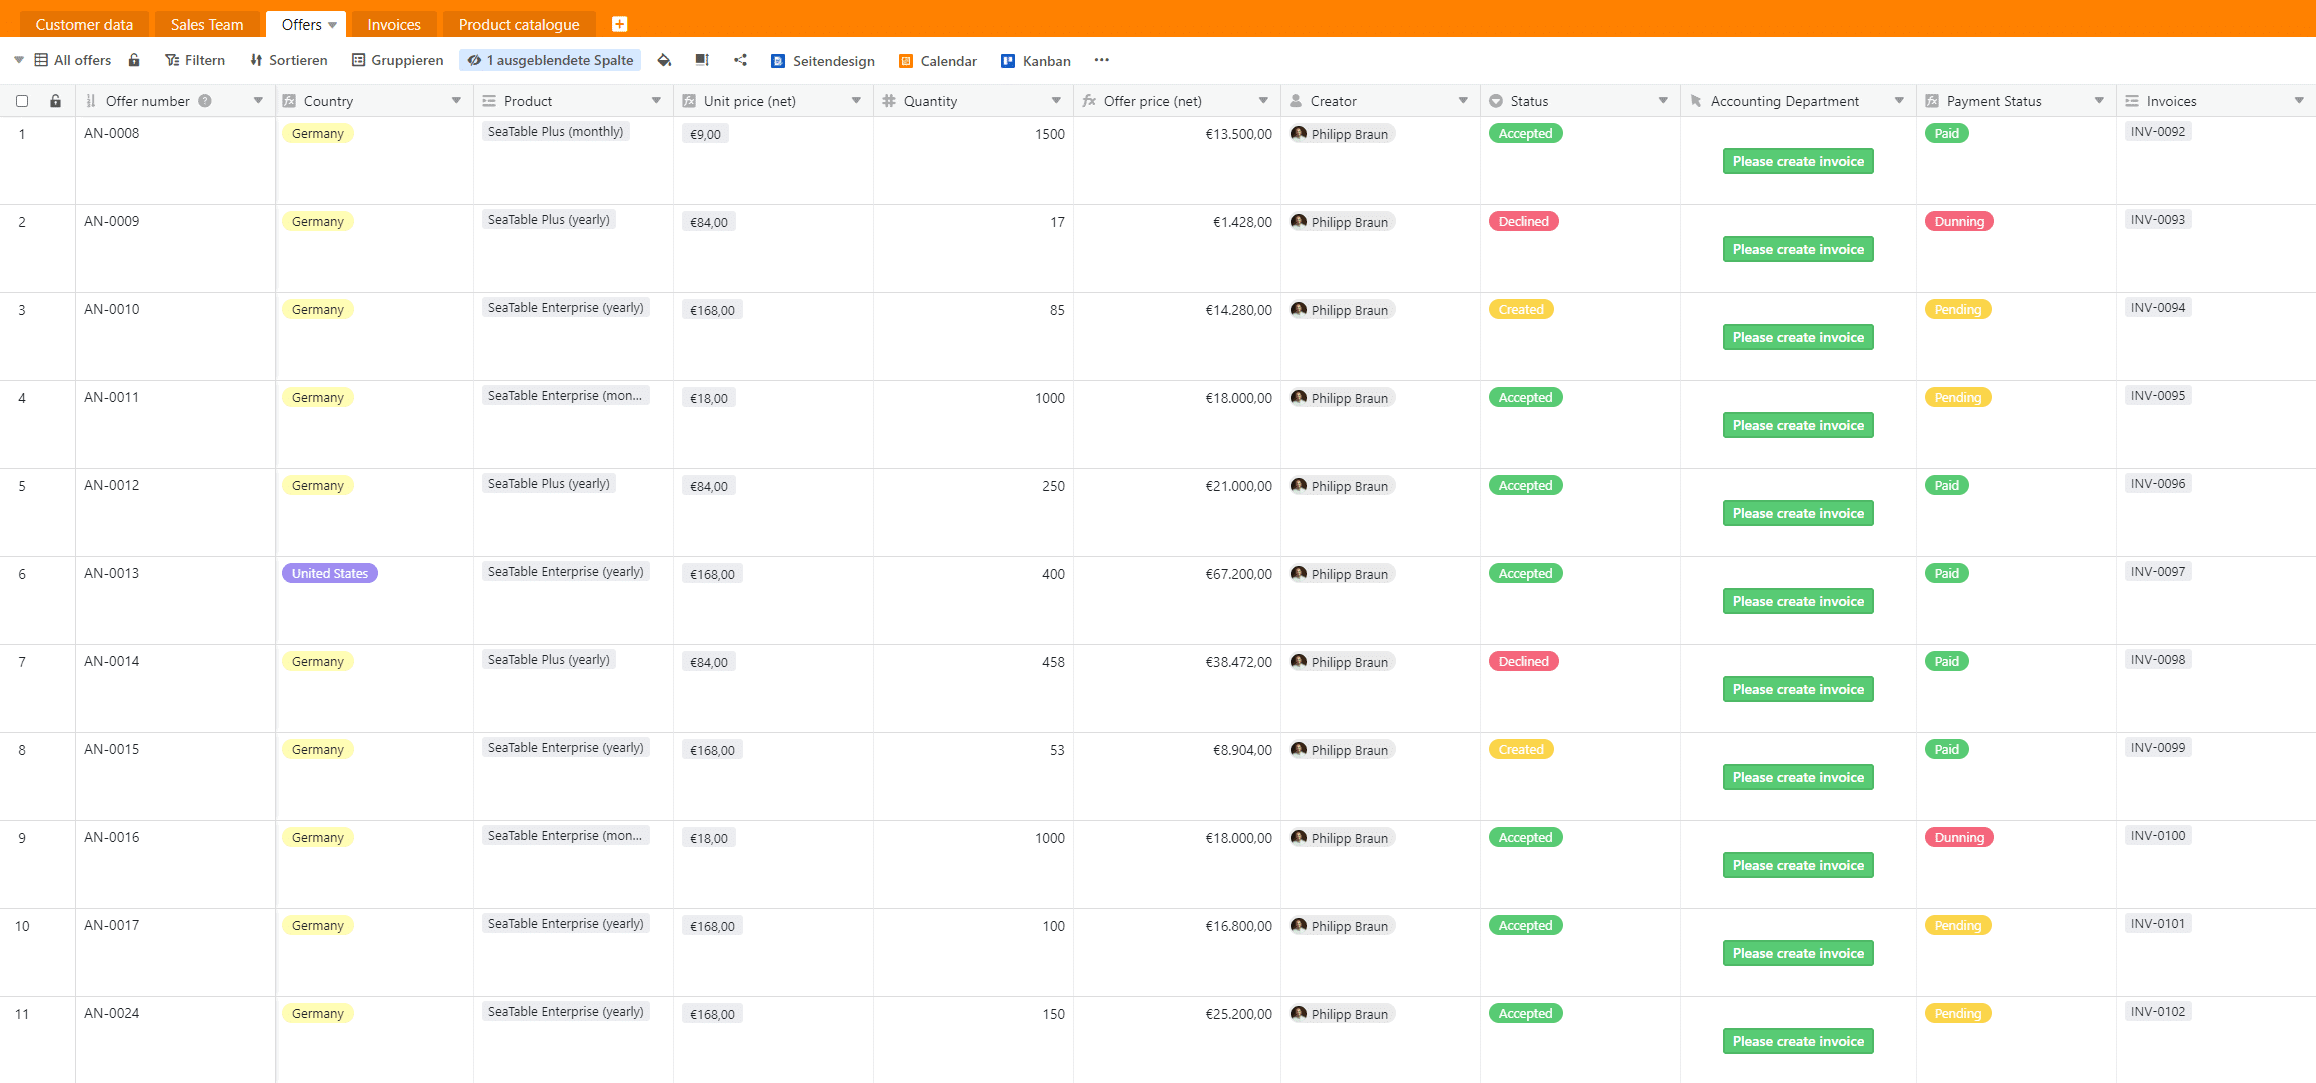 Customer data Sales Team Offers Invoices Product catalogue
All offers Filtern Sortieren Gruppieren 1 ausgeblendete Spalte Seitendesign Calendar Kanban
Offer number Country Product Unit price (net) Quantity Offer price (net) Creator Status Accounting Department Payment Status Invoices
1 AN-0008 Germany SeaTable Plus (monthly) €9,00 1500 €13.500,00 Philipp Braun Accepted Please create invoice Paid INV-0092
2 AN-0009 Germany SeaTable Plus (yearly) €84,00 17 €1.428,00 Philipp Braun Declined Please create invoice Dunning INV-0093
3 AN-0010 Germany SeaTable Enterprise (yearly) €168,00 85 €14.280,00 Philipp Braun Created Please create invoice Pending INV-0094
4 AN-0011 Germany SeaTable Enterprise (mon... €18,00 1000 €18.000,00 Philipp Braun Accepted Please create invoice Pending INV-0095
5 AN-0012 Germany SeaTable Plus (yearly) €84,00 250 €21.000,00 Philipp Braun Accepted Please create invoice Paid INV-0096
6 AN-0013 United States SeaTable Enterprise (yearly) €168,00 400 €67.200,00 Philipp Braun Accepted Please create invoice Paid INV-0097
7 AN-0014 Germany SeaTable Plus (yearly) €84,00 458 €38.472,00 Philipp Braun Declined Please create invoice Paid INV-0098
8 AN-0015 Germany SeaTable Enterprise (yearly) €168,00 53 €8.904,00 Philipp Braun Created Please create invoice Paid INV-0099
9 AN-0016 Germany SeaTable Enterprise (mon... €18,00 1000 €18.000,00 Philipp Braun Accepted Please create invoice Dunning INV-0100
10 AN-0017 Germany SeaTable Enterprise (yearly) €168,00 100 €16.800,00 Philipp Braun Accepted Please create invoice Pending INV-0101
11 AN-0024 Germany SeaTable Enterprise (yearly) €168,00 150 €25.200,00 Philipp Braun Accepted Please create invoice Pending INV-0102